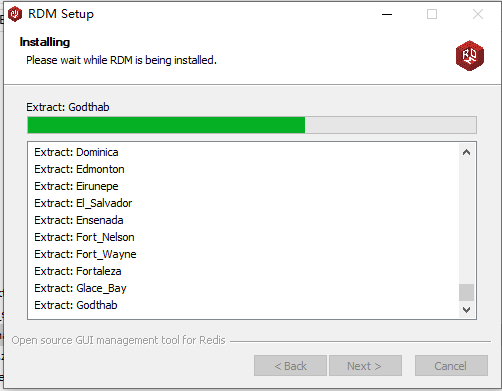 RDM Setup
Installing
Please wait while RDM is being installed.
Extract: Godthab
Extract: Dominica
Extract: Edmonton
Extract: Eirunepe
Extract: El_Salvador
Extract: Ensenada
Extract: Fort_Nelson
Extract: Fort_Wayne
Extract: Fortaleza
Extract: Glace_Bay
Extract: Godthab
Open source GUI management tool for Redis
< Back
Next >
Cancel